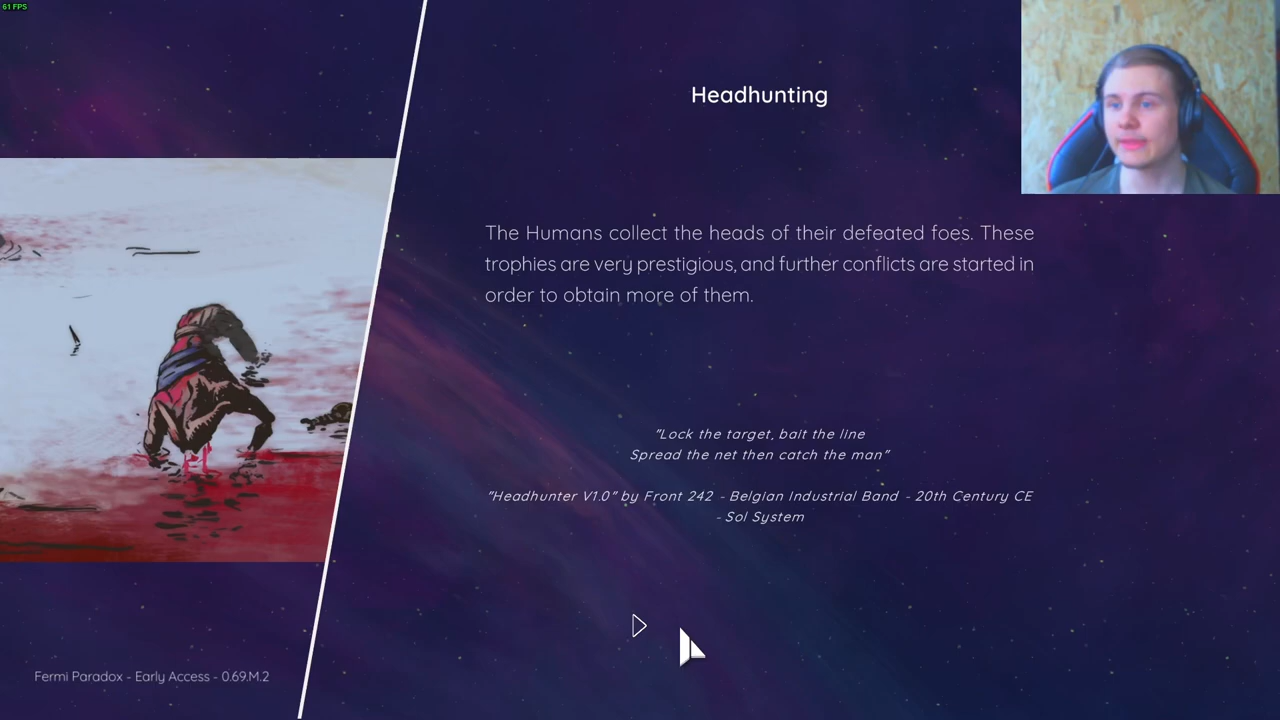 61 FPS
Headhunting
The Humans collect the heads of their defeated foes. These
trophies are very prestigious, and further conflicts are started in
order to obtain more of them.
"Lock the target, bait the line
Spread the net then catch the man"
"Headhunter V1.0" by Front 242 - Belgian Industrial Band - 20th Century CE
- Sol System
Fermi Paradox - Early Access - 0.69.M.2